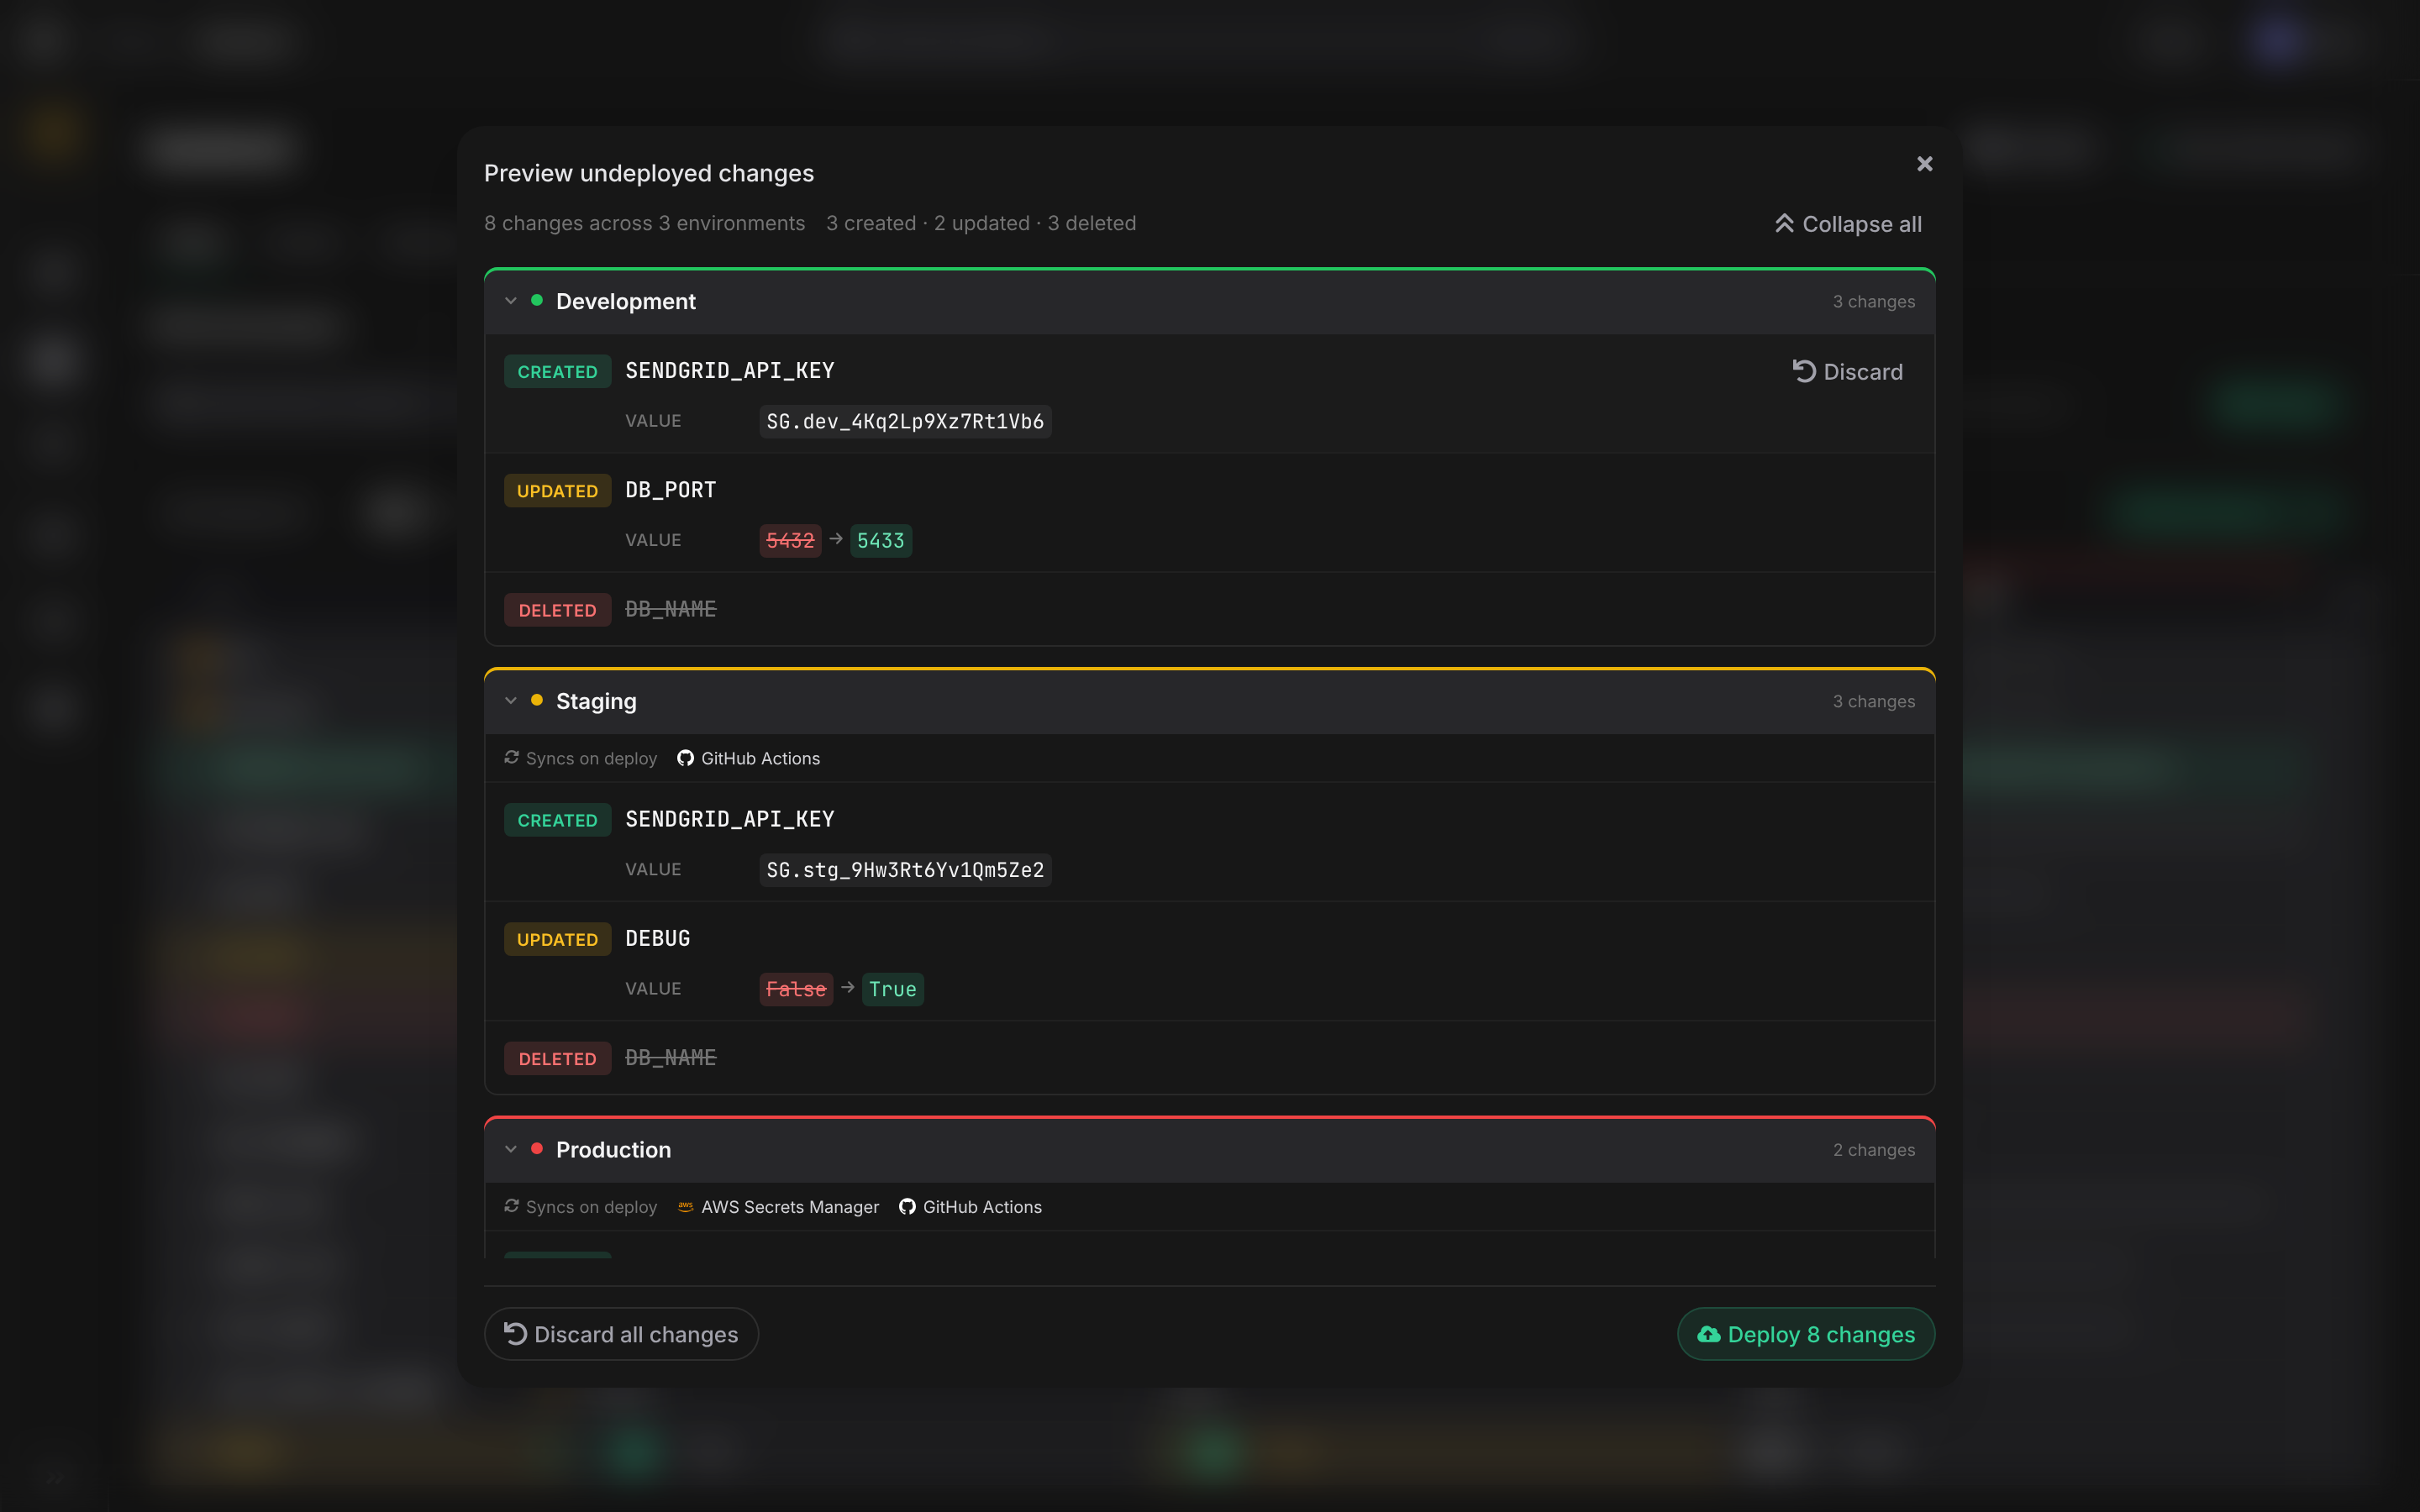 Preview undeployed changes
8 changes across 3 environments 3 created · 2 updated · 3 deleted
Collapse all
Development 3 changes
CREATED SENDGRID_API_KEY Discard
VALUE SG.dev_4Kq2Lp9Xz7Rt1Vb6
UPDATED DB_PORT
VALUE 5432 → 5433
DELETED DB_NAME
Staging 3 changes
Syncs on deploy GitHub Actions
CREATED SENDGRID_API_KEY
VALUE SG.stg_9Hw3Rt6Yv1Qm5Ze2
UPDATED DEBUG
VALUE False → True
DELETED DB_NAME
Production 2 changes
Syncs on deploy aws AWS Secrets Manager GitHub Actions
Discard all changes Deploy 8 changes